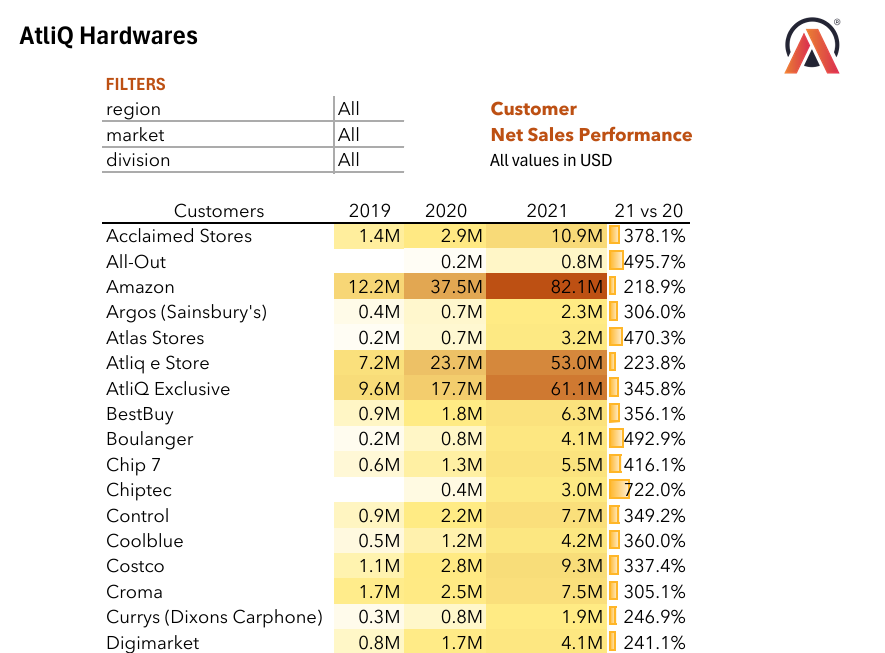 AtliQ Hardwares
®
FILTERS
region All
market All
division All
Customer
Net Sales Performance
All values in USD
Customers 2019 2020 2021 21 vs 20
Acclaimed Stores 1.4M 2.9M 10.9M 378.1%
All-Out 0.2M 0.8M 495.7%
Amazon 12.2M 37.5M 82.1M 218.9%
Argos (Sainsbury's) 0.4M 0.7M 2.3M 306.0%
Atlas Stores 0.2M 0.7M 3.2M 470.3%
Atliq e Store 7.2M 23.7M 53.0M 223.8%
AtliQ Exclusive 9.6M 17.7M 61.1M 345.8%
BestBuy 0.9M 1.8M 6.3M 356.1%
Boulanger 0.2M 0.8M 4.1M 492.9%
Chip 7 0.6M 1.3M 5.5M 416.1%
Chiptec 0.4M 3.0M 722.0%
Control 0.9M 2.2M 7.7M 349.2%
Coolblue 0.5M 1.2M 4.2M 360.0%
Costco 1.1M 2.8M 9.3M 337.4%
Croma 1.7M 2.5M 7.5M 305.1%
Currys (Dixons Carphone) 0.3M 0.8M 1.9M 246.9%
Digimarket 0.8M 1.7M 4.1M 241.1%